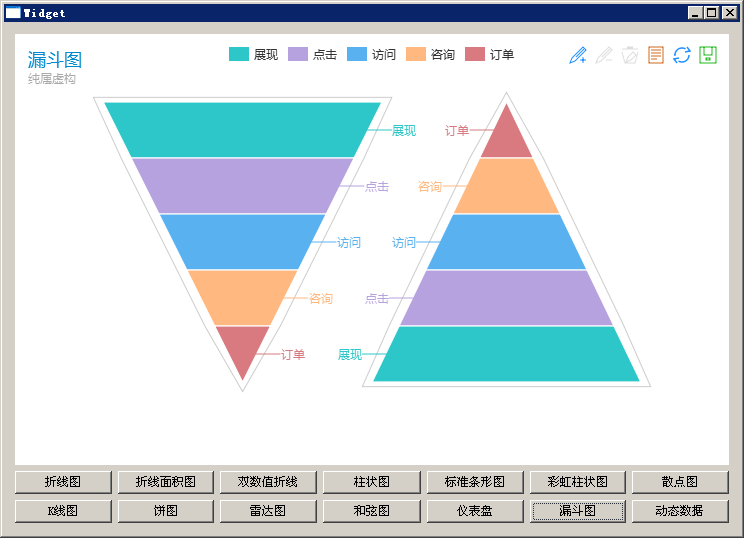 Widget
漏斗图
纯属虚构
展现 点击 访问 咨询 订单
展现
点击
访问
咨询
订单
订单
咨询
访问
点击
展现
折线图 折线面积图 双数值折线 柱状图 标准条形图 彩虹柱状图 散点图
K线图 饼图 雷达图 和弦图 仪表盘 漏斗图 动态数据